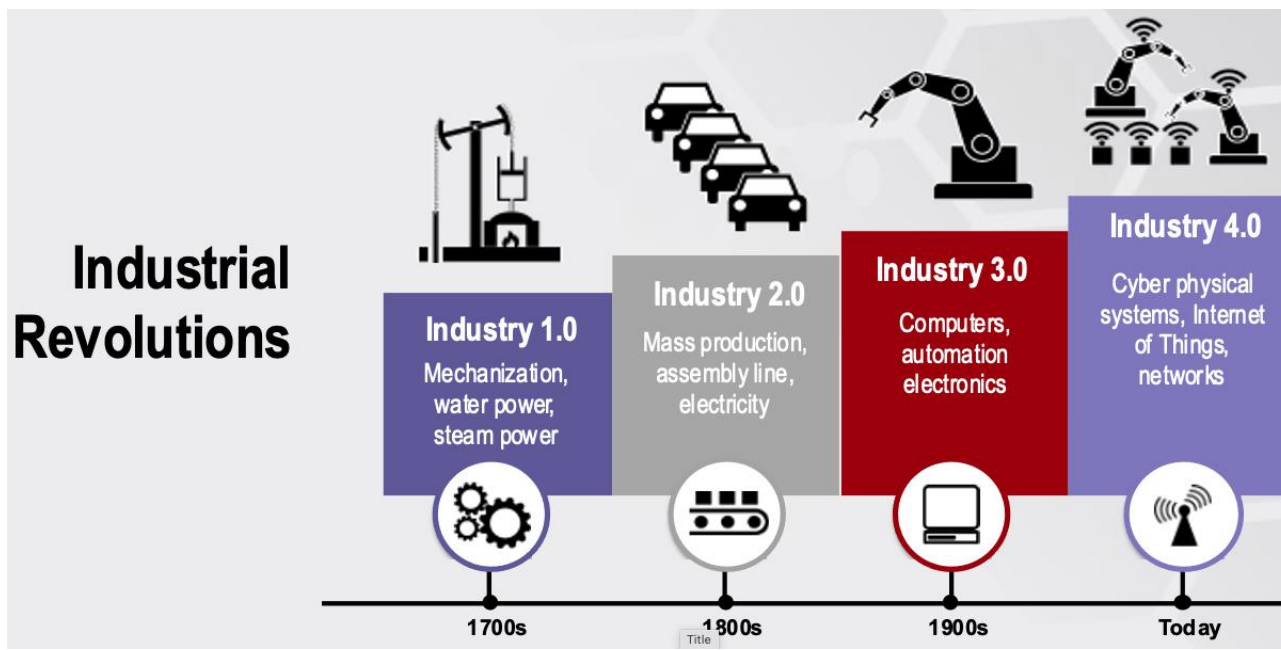 Industrial
Revolutions
Industry 1.0
Mechanization,
water power,
steam power
Industry 2.0
Mass production,
assembly line,
electricity
Industry 3.0
Computers,
automation
electronics
Industry 4.0
Cyber physical
systems, Internet
of Things,
networks
1700s
1800s
1900s
Today
Title